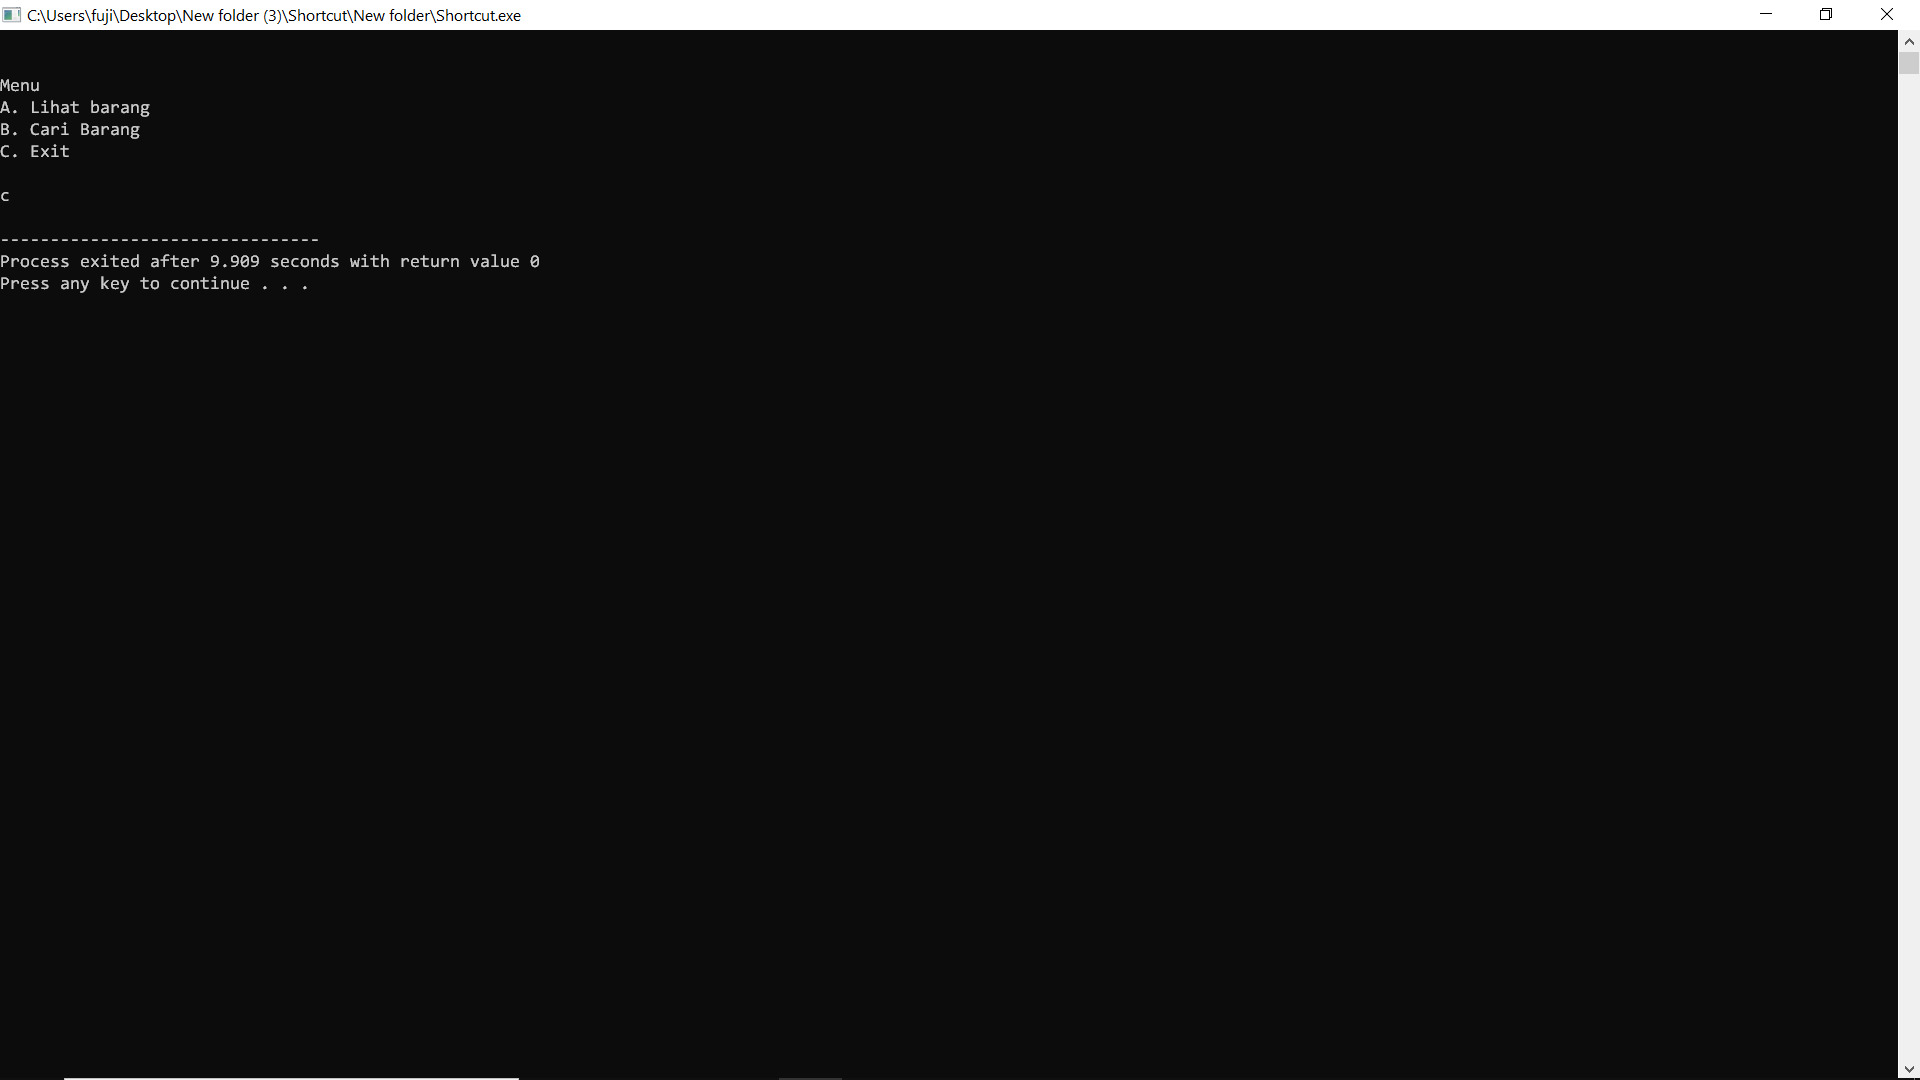 C:\Users\fuji\Desktop\New folder (3)\Shortcut\New folder\Shortcut.exe
Menu
A. Lihat barang
B. Cari Barang
C. Exit
c
--------------------------------
Process exited after 9.909 seconds with return value 0
Press any key to continue . . .